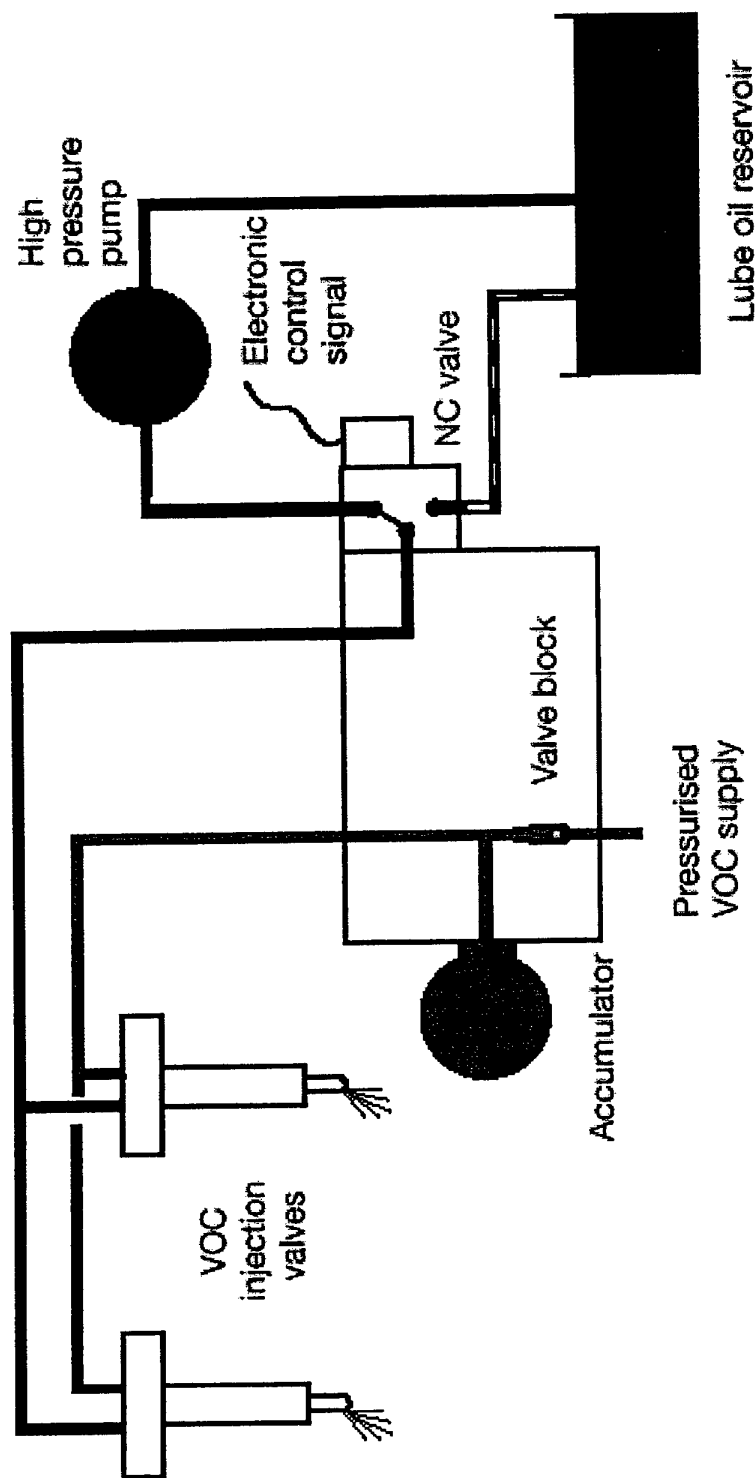 VOC
injection
valves
High
pressure
pump
Electronic
control
signal
NC valve
Accumulator
Valve block
Pressurised
VOC supply
Lube oil reservoir